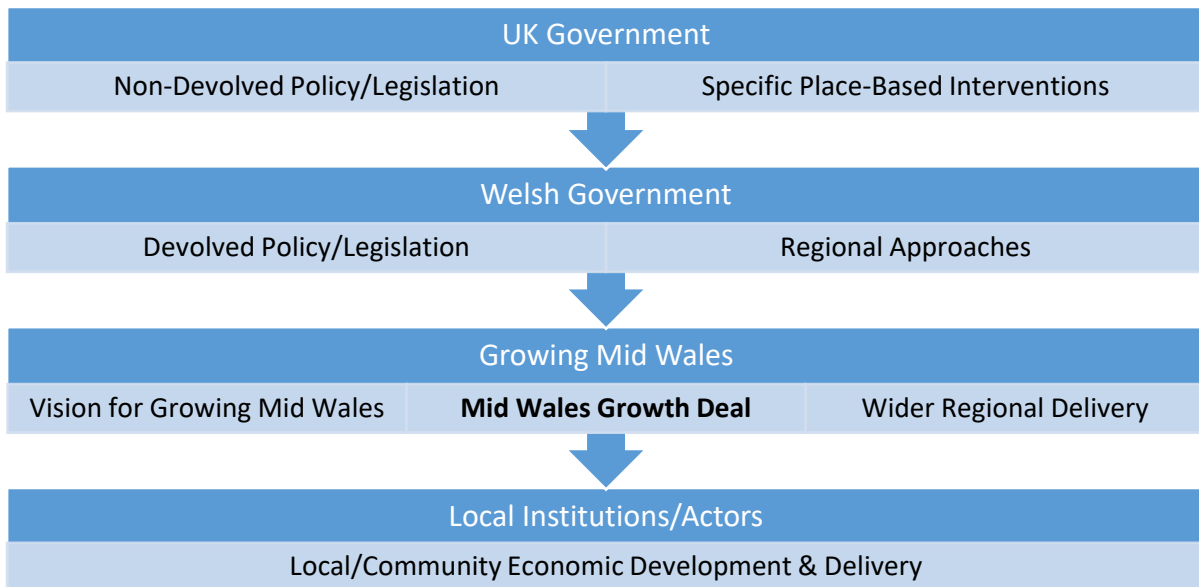 UK Government
Non-Devolved Policy/Legislation
Specific Place-Based Interventions
Welsh Government
Devolved Policy/Legislation
Regional Approaches
Growing Mid Wales
Vision for Growing Mid Wales
Mid Wales Growth Deal
Wider Regional Delivery
Local Institutions/Actors
Local/Community Economic Development & Delivery